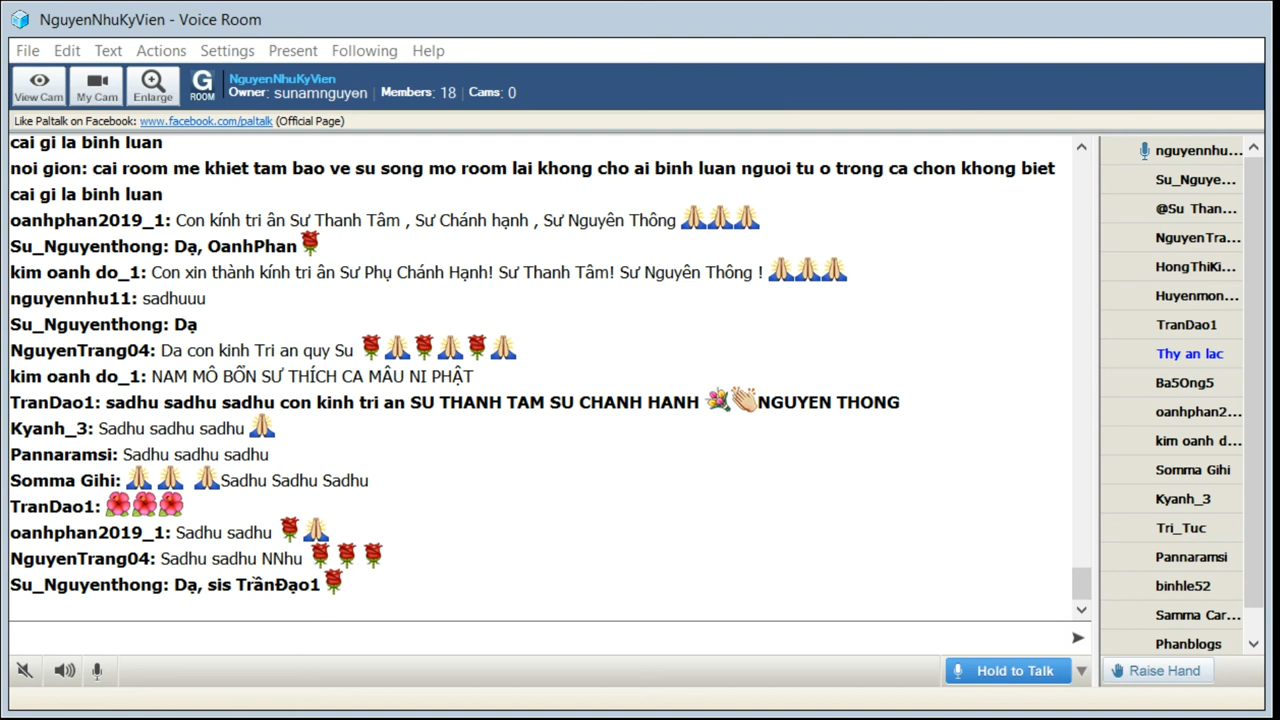 NguyenNhuKyVien - Voice Room
File Edit Text Actions Settings Present Following Help
View Cam My Cam Enlarge G ROOM
NguyenNhuKyVien
Owner: sunamnguyen | Members: 18 | Cams: 0
Like Paltalk on Facebook: www.facebook.com/paltalk (Official Page)
cai gi la binh luan
noi gion: cai room me khiet tam bao ve su song mo room lai khong cho ai binh luan nguoi tu o trong ca chon khong biet
cai gi la binh luan
oanhphan2019_1: Con kính tri ân Sư Thanh Tâm , Sư Chánh hạnh , Sư Nguyên Thông 🙏🙏🙏
Su_Nguyenthong: Dạ, OanhPhan🌹
kim oanh do_1: Con xin thành kính tri ân Sư Phụ Chánh Hạnh! Sư Thanh Tâm! Sư Nguyên Thông ! 🙏🙏🙏
nguyennhu11: sadhuuu
Su_Nguyenthong: Dạ
NguyenTrang04: Da con kinh Tri an quy Su 🌹🙏🌹🙏🌹🙏
kim oanh do_1: NAM MÔ BỔN SƯ THÍCH CA MÂU NI PHẬT
TranDao1: sadhu sadhu sadhu con kinh tri an SU THANH TAM SU CHANH HANH 💐👏NGUYEN THONG
Kyanh_3: Sadhu sadhu sadhu 🙏
Pannaramsi: Sadhu sadhu sadhu
Somma Gihi: 🙏 🙏 🙏Sadhu Sadhu Sadhu
TranDao1: 🌺🌺🌺
oanhphan2019_1: Sadhu sadhu 🌹🙏
NguyenTrang04: Sadhu sadhu NNhu 🌹🌹🌹
Su_Nguyenthong: Dạ, sis TrầnĐạo1🌹
Hold to Talk
nguyennhu...
Su_Nguye...
@Su Than...
NguyenTra...
HongThiKi...
Huyenmon...
TranDao1
Thy an lac
Ba5Ong5
oanhphan2...
kim oanh d...
Somma Gihi
Kyanh_3
Tri_Tuc
Pannaramsi
binhle52
Samma Car...
Phanblogs
Raise Hand